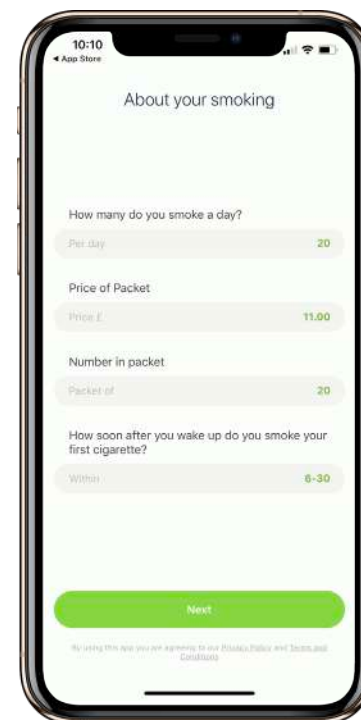 10:10
◀ App Store
About your smoking
How many do you smoke a day?
Per day 20
Price of Packet
Price £ 11.00
Number in packet
Packet of 20
How soon after you wake up do you smoke your
first cigarette?
Within 6-30
Next
By using this App you are agreeing to our Privacy Policy and Terms and
Conditions